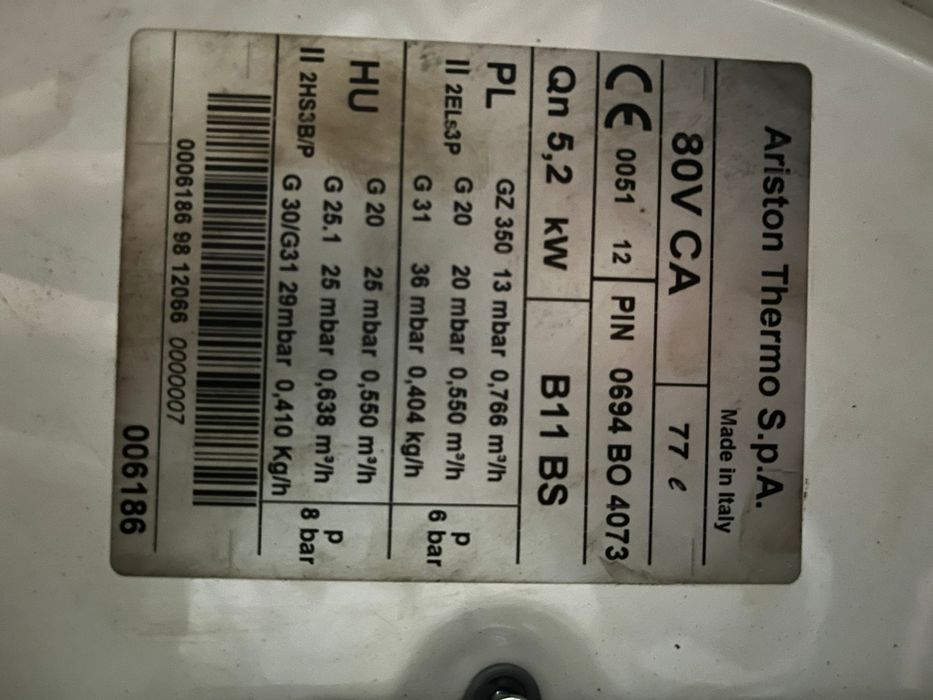 Ariston Thermo S.p.A.
Made in Italy
80V CA 77 ℓ
CE 0051 12 PIN 0694 BO 4073
Qn 5,2 kW B11 BS
PL GZ 350 13 mbar 0,766 m³/h
II 2ELs3P G 20 20 mbar 0,550 m³/h p
G 31 36 mbar 0,404 kg/h 6 bar
HU G 20 25 mbar 0,550 m³/h
G 25.1 25 mbar 0,638 m³/h p
II 2HS3B/P G 30/G31 29mbar 0,410 Kg/h 8 bar
0006186 98 12066 0000007
006186